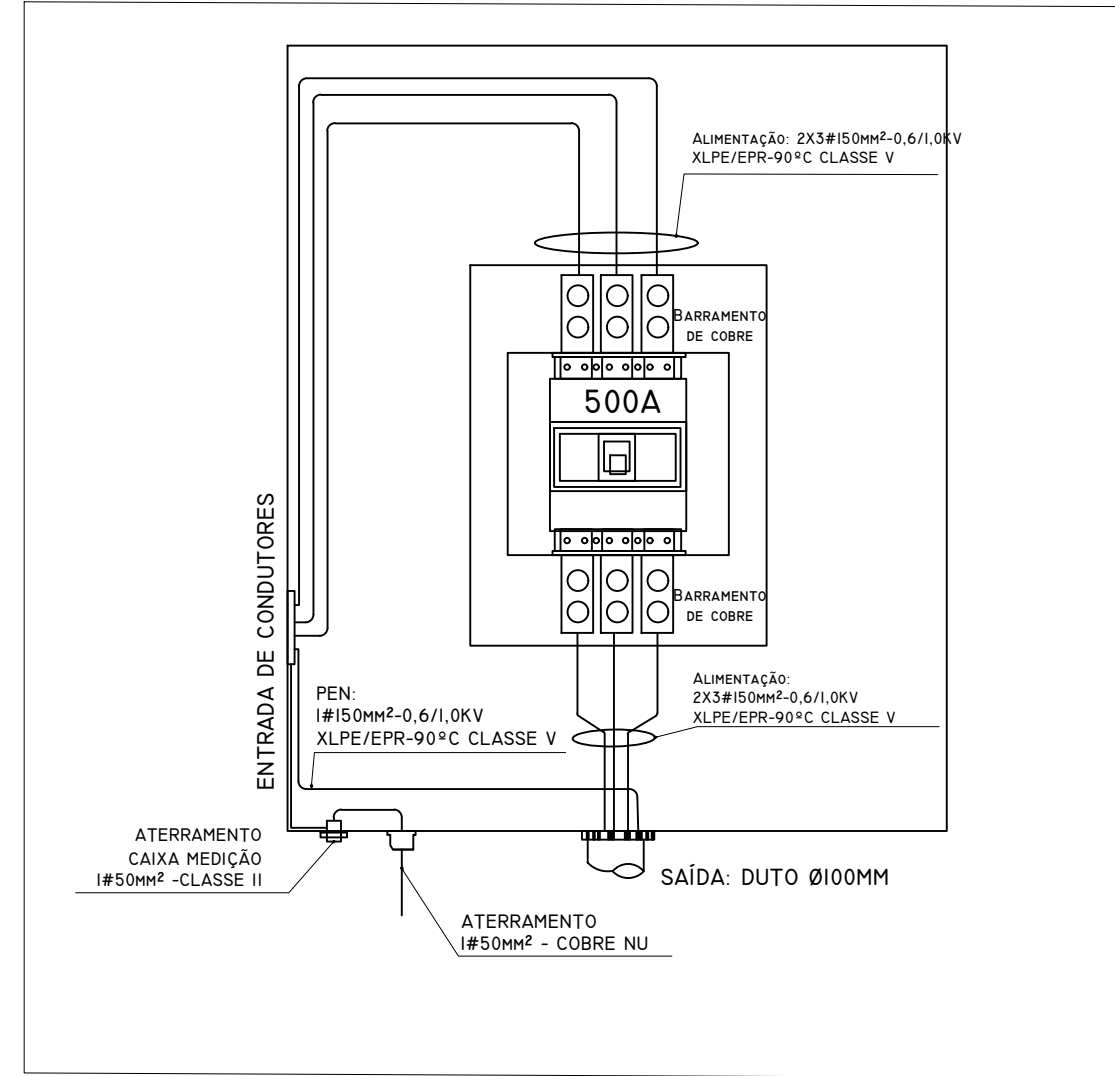 ALIMENTAÇÃO: 2X3#150MM²-0,6/1,0KV
XLPE/EPR-90ºC CLASSE V
BARRAMENTO
DE COBRE
500A
BARRAMENTO
DE COBRE
ENTRADA DE CONDUTORES
ALIMENTAÇÃO:
2X3#150MM²-0,6/1,0KV
XLPE/EPR-90ºC CLASSE V
PEN:
1#150MM²-0,6/1,0KV
XLPE/EPR-90ºC CLASSE V
ATERRAMENTO
CAIXA MEDIÇÃO
1#50MM² -CLASSE II
SAÍDA: DUTO Ø100MM
ATERRAMENTO
1#50MM² - COBRE NU